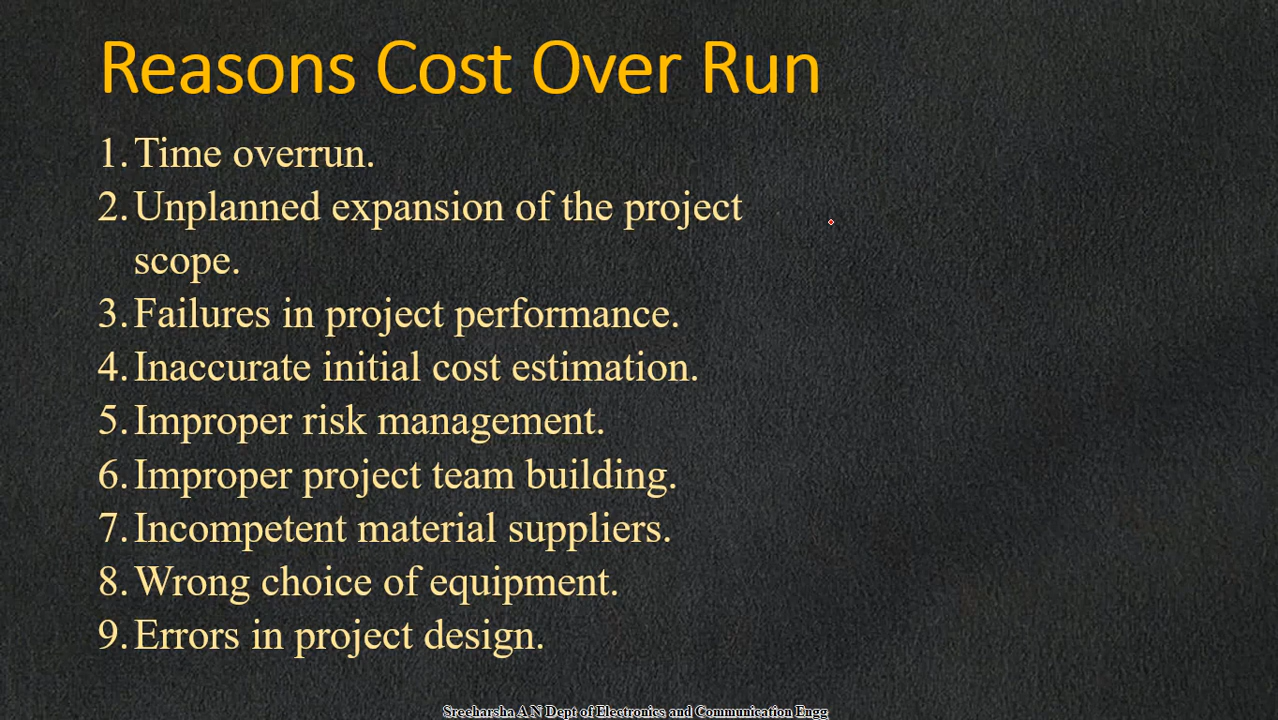 Reasons Cost Over Run
1. Time overrun.
2. Unplanned expansion of the project
scope.
3. Failures in project performance.
4. Inaccurate initial cost estimation.
5. Improper risk management.
6. Improper project team building.
7. Incompetent material suppliers.
8. Wrong choice of equipment.
9. Errors in project design.
Sreeharsha A N Dept of Electronics and Communication Engg